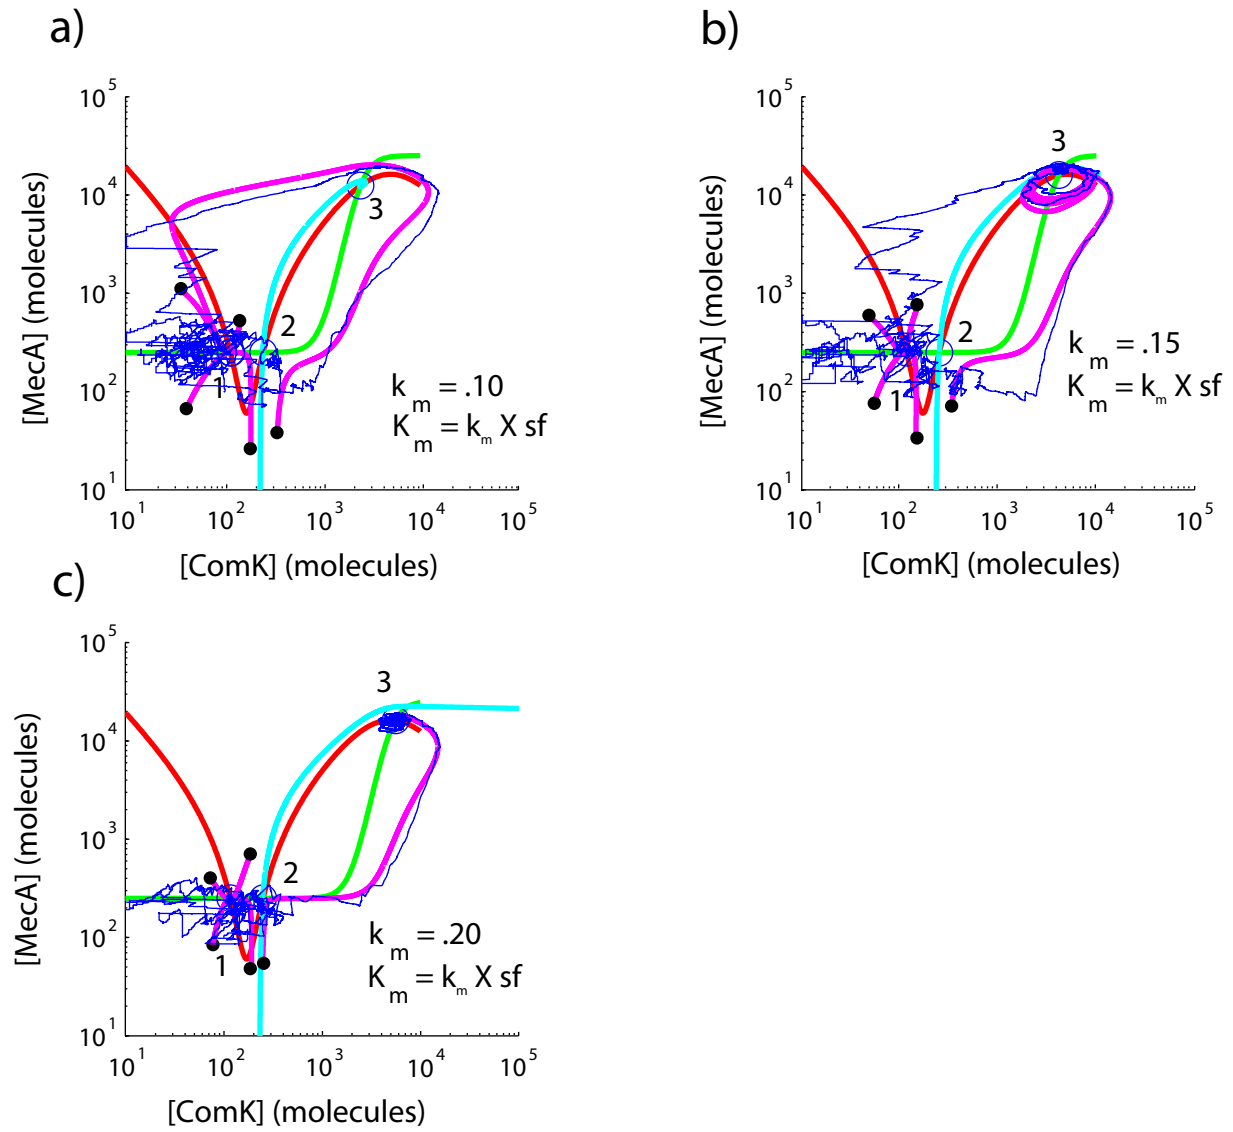 a)
10^5
10^4
10^3
10^2
10^1
[MecA] (molecules)
3
2
1
k_m = .10
K_m = k_m X sf
10^1 10^2 10^3 10^4 10^5
[ComK] (molecules)
b)
10^5
10^4
10^3
10^2
10^1
[MecA] (molecules)
3
2
1
k_m = .15
K_m = k_m X sf
10^1 10^2 10^3 10^4 10^5
[ComK] (molecules)
c)
10^5
10^4
10^3
10^2
10^1
[MecA] (molecules)
3
2
1
k_m = .20
K_m = k_m X sf
10^1 10^2 10^3 10^4 10^5
[ComK] (molecules)